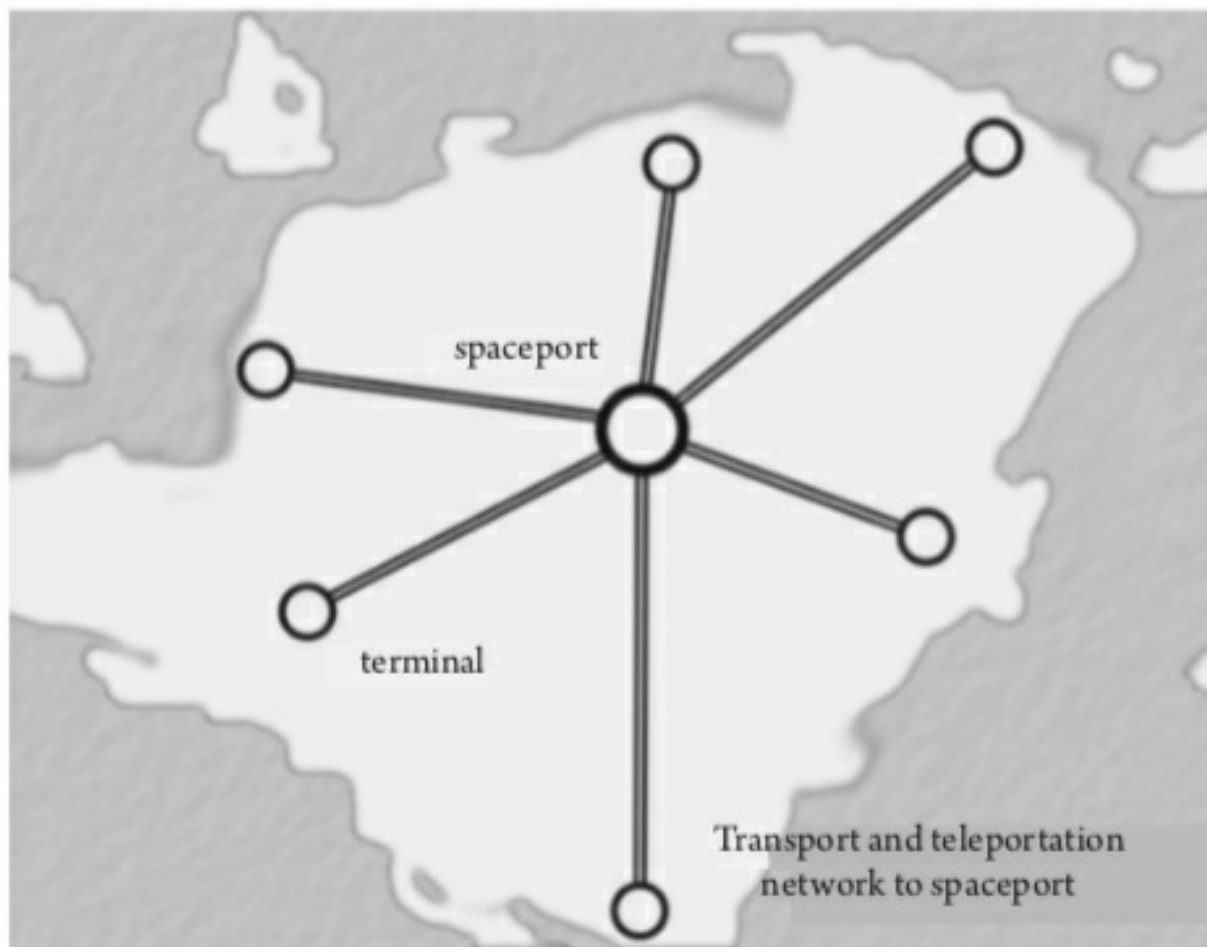 spaceport
terminal
Transport and teleportation
network to spaceport